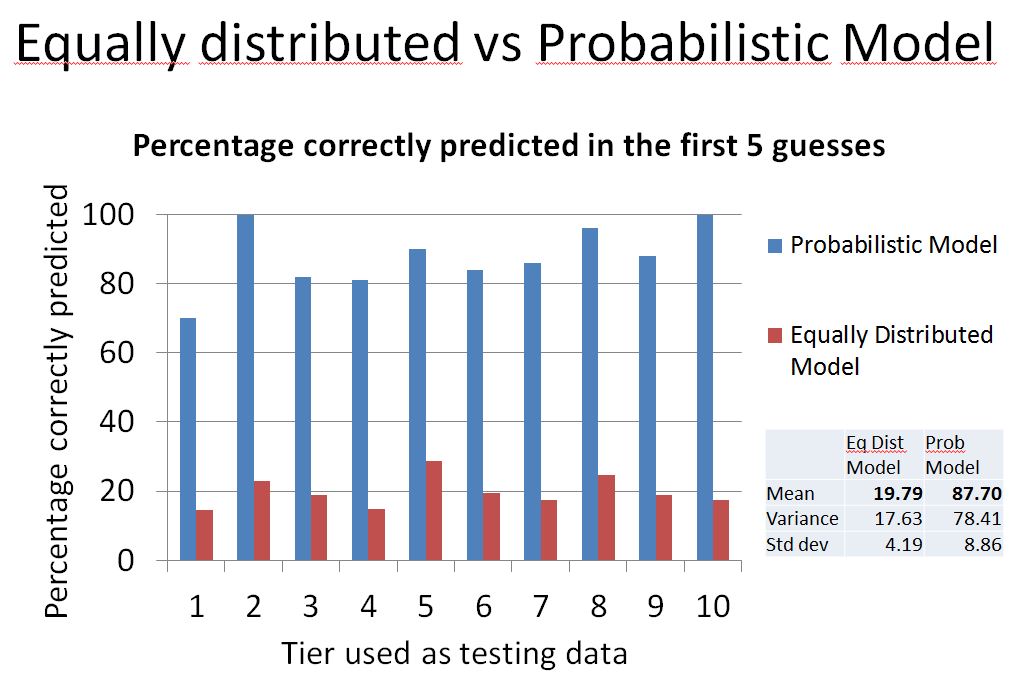 Equally distributed vs Probabilistic Model
Percentage correctly predicted in the first 5 guesses
Percentage correctly predicted
100
80
60
40
20
0
1 2 3 4 5 6 7 8 9 10
Tier used as testing data
Probabilistic Model
Equally Distributed
Model
Eq Dist Prob
Model Model
Mean 19.79 87.70
Variance 17.63 78.41
Std dev 4.19 8.86